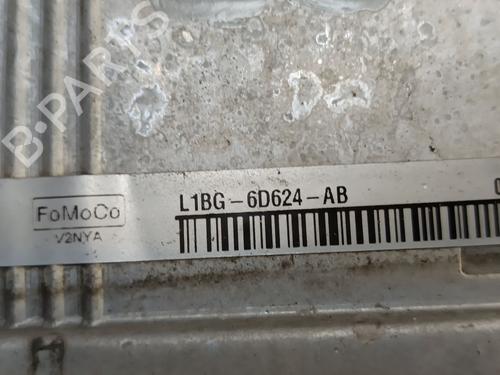 B-PARTS
L1BG-6D624-AB
FoMoCo
V2NYA
H